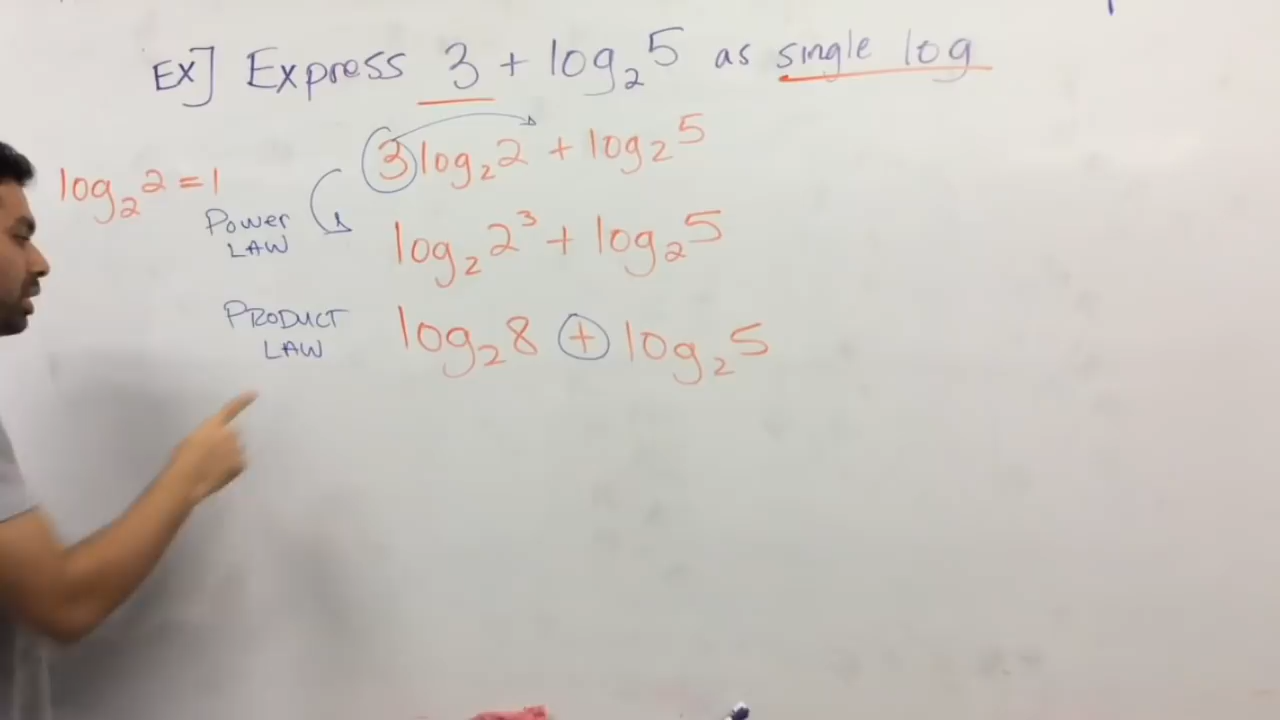 EX] Express 3 + log₂5 as single log
3log₂2 + log₂5
log₂2 = 1
Power LAW
log₂2³ + log₂5
PRODUCT LAW
log₂8 + log₂5